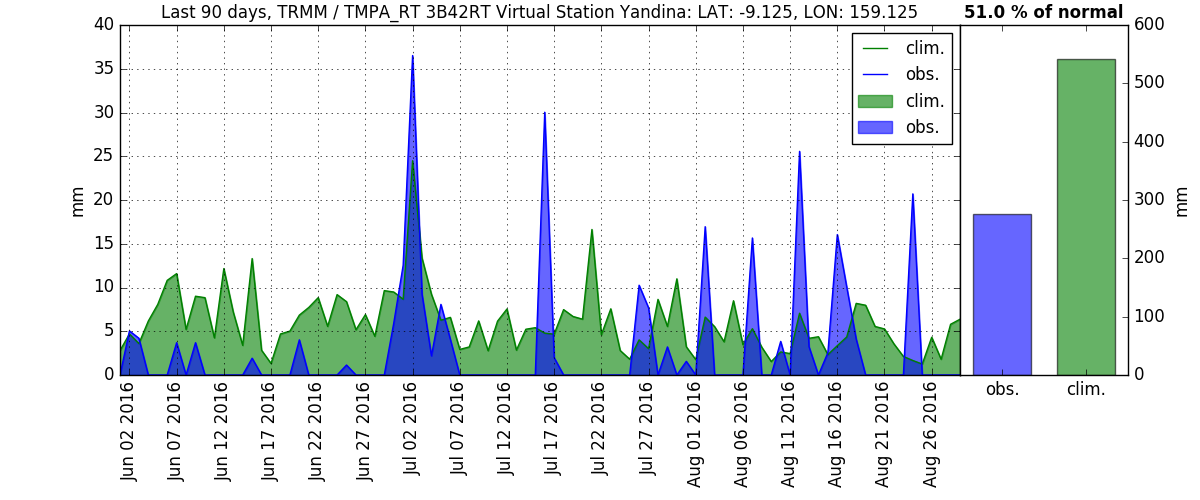 Last 90 days, TRMM / TMPA_RT 3B42RT Virtual Station Yandina: LAT: -9.125, LON: 159.125
51.0 % of normal
40
35
30
25
20
15
10
5
0
mm
clim.
obs.
clim.
obs.
600
500
400
300
200
100
0
mm
Jun 02 2016
Jun 07 2016
Jun 12 2016
Jun 17 2016
Jun 22 2016
Jun 27 2016
Jul 02 2016
Jul 07 2016
Jul 12 2016
Jul 17 2016
Jul 22 2016
Jul 27 2016
Aug 01 2016
Aug 06 2016
Aug 11 2016
Aug 16 2016
Aug 21 2016
Aug 26 2016
obs.
clim.